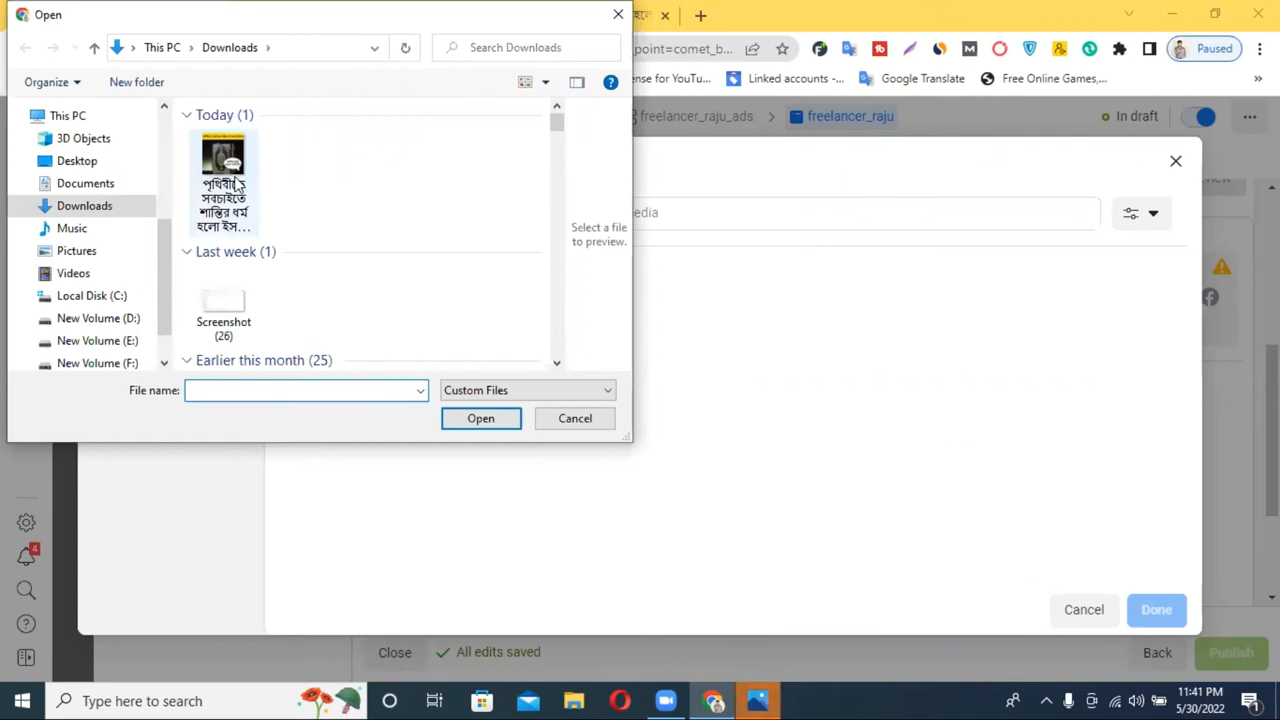 Open
This PC
Downloads
Search Downloads
Organize
New folder
This PC
3D Objects
Desktop
Documents
Downloads
Music
Pictures
Videos
Local Disk (C:)
New Volume (D:)
New Volume (E:)
New Volume (F:)
Today (1)
সবচাইতে
শান্তির ধর্ম
হলো ইস...
Last week (1)
Screenshot
(26)
Earlier this month (25)
Select a file
to preview.
File name:
Custom Files
Open
Cancel
_point=comet_b...
Paused
ense for YouTu...
Linked accounts -...
Google Translate
Free Online Games,...
freelancer_raju_ads
freelancer_raju
In draft
edia
Cancel
Done
Close
All edits saved
Back
Publish
4
Type here to search
11:41 PM
5/30/2022
1